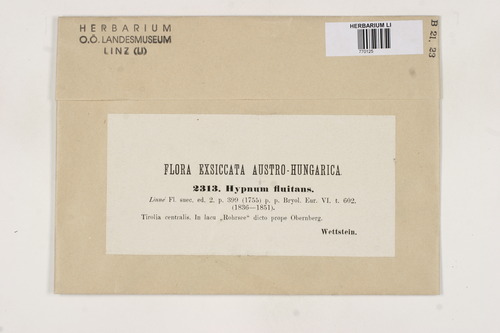 HERBARIUM
O.Ö. LANDESMUSEUM
LINZ (LI)
HERBARIUM LI
770125
B 21, 23
FLORA EXSICCATA AUSTRO-HUNGARICA.
2313. Hypnum fluitans.
Linné Fl. suec. ed. 2. p. 399 (1755) p. p. Bryol. Eur. VI. t. 602.
(1836—1851).
Tirolia centralis. In lacu „Rohrsee“ dicto prope Obernberg.
Wettstein.